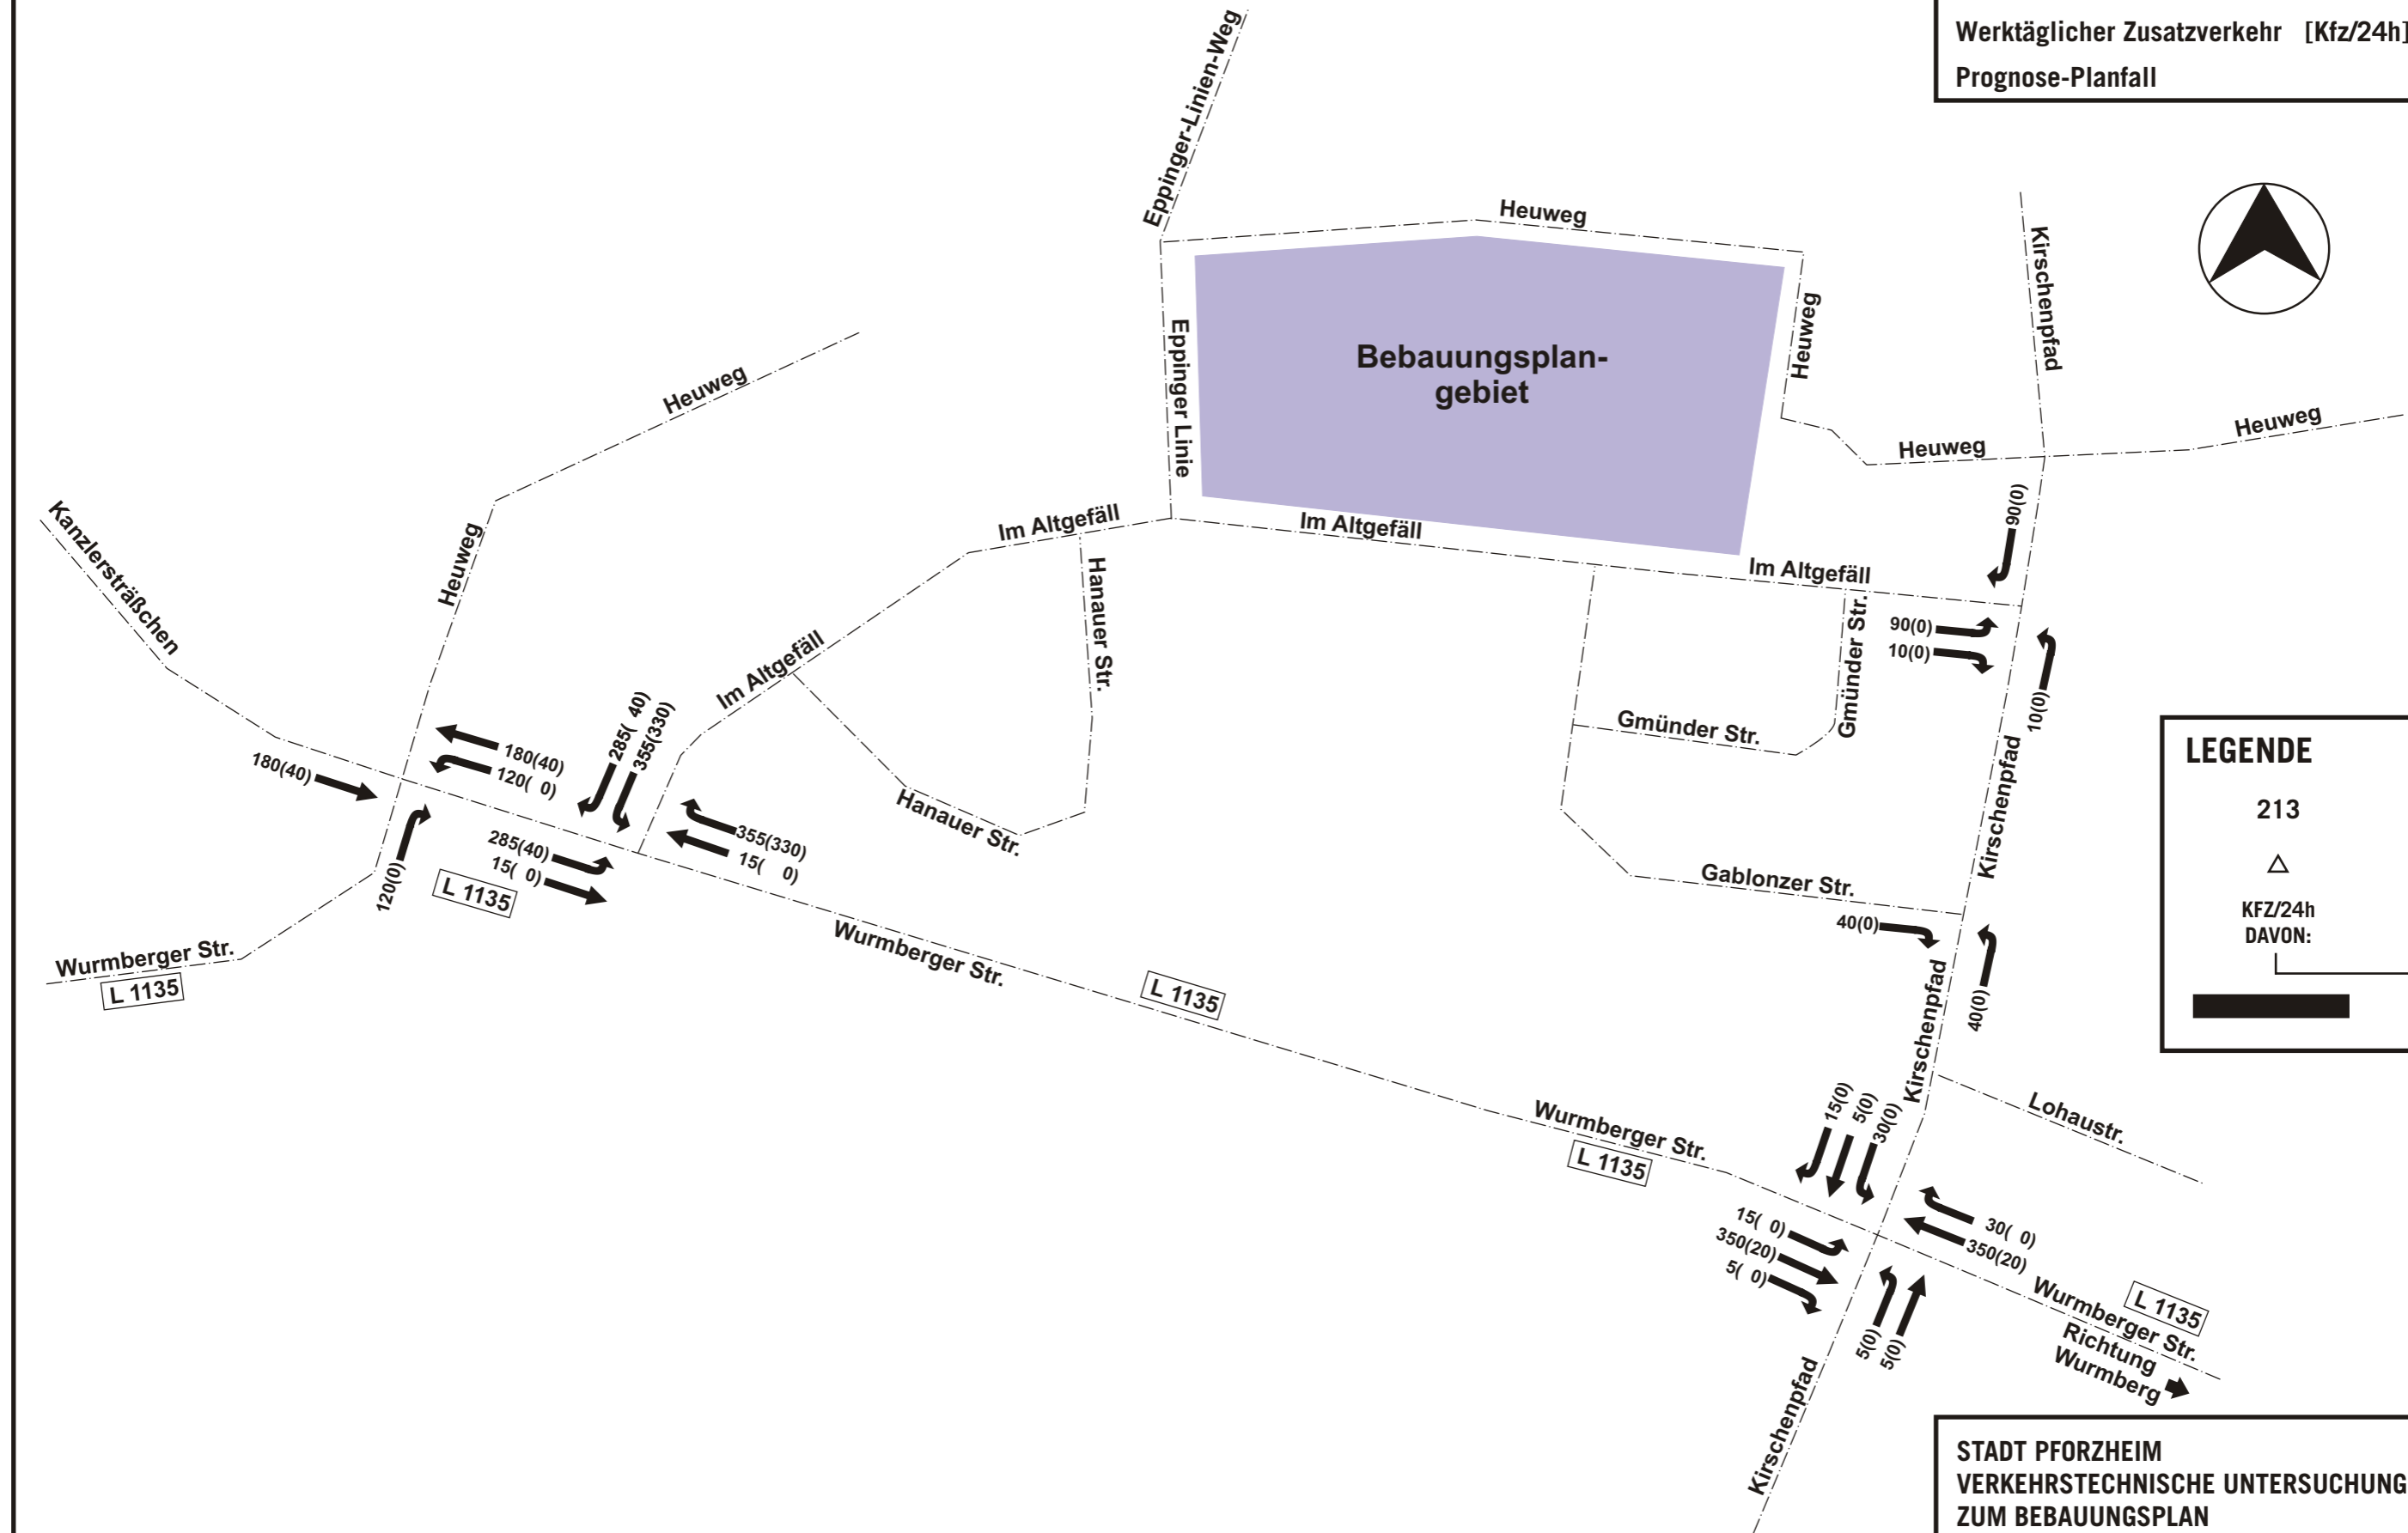 Werktäglicher Zusatzverkehr [Kfz/24h]
Prognose-Planfall
Eppinger-Linien-Weg
Heuweg
Kirschenpfad
Heuweg
Eppinger Linie
Bebauungsplan-
gebiet
Heuweg
Heuweg
Heuweg
Kanzlersträßchen
Heuweg
Im Altgefäll
Im Altgefäll
Im Altgefäll
90(0)
Hanauer Str.
Gmünder Str.
90(0)
10(0)
10(0)
Im Altgefäll
285( 40)
355(330)
Gmünder Str.
Kirschenpfad
LEGENDE
213
KFZ/24h
DAVON:
180(40)
180(40)
120( 0)
Hanauer Str.
355(330)
15( 0)
285(40)
15( 0)
120(0)
L 1135
Gablonzer Str.
40(0)
40(0)
Wurmberger Str.
L 1135
Wurmberger Str.
L 1135
Kirschenpfad
Lohaustr.
15(0)
5(0)
30(0)
Wurmberger Str.
L 1135
15( 0)
350(20)
5( 0)
30( 0)
350(20)
5(0)
5(0)
L 1135
Wurmberger Str.
Richtung
Wurmberg
Kirschenpfad
STADT PFORZHEIM
VERKEHRSTECHNISCHE UNTERSUCHUNG
ZUM BEBAUUNGSPLAN